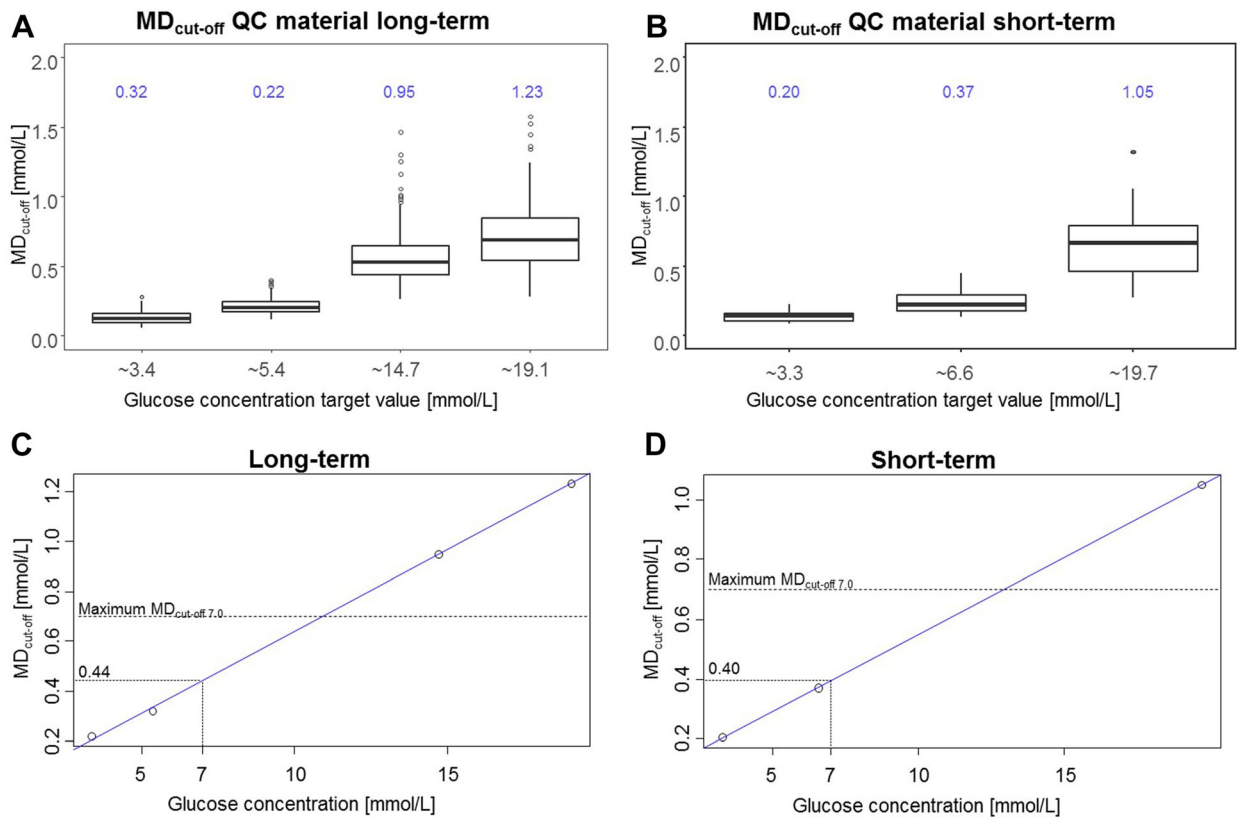 A
MDcut-off QC material long-term
2.0
1.5
1.0
0.5
0.0
MDcut-off [mmol/L]
0.32 0.22 0.95 1.23
~3.4 ~5.4 ~14.7 ~19.1
Glucose concentration target value [mmol/L]
B
MDcut-off QC material short-term
2.0
1.5
1.0
0.5
0.0
MDcut-off [mmol/L]
0.20 0.37 1.05
~3.3 ~6.6 ~19.7
Glucose concentration target value [mmol/L]
C
Long-term
1.2
1.0
0.8
0.6
0.4
0.2
MDcut-off [mmol/L]
Maximum MDcut-off 7.0
0.44
5 7 10 15
Glucose concentration [mmol/L]
D
Short-term
1.0
0.8
0.6
0.4
0.2
MDcut-off [mmol/L]
Maximum MDcut-off 7.0
0.40
5 7 10 15
Glucose concentration [mmol/L]